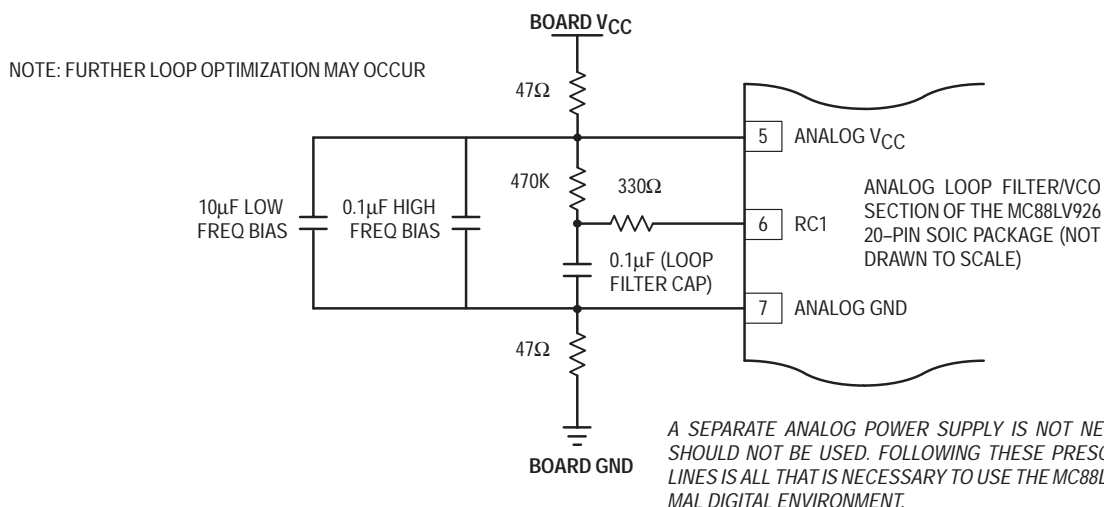 BOARD VCC
NOTE: FURTHER LOOP OPTIMIZATION MAY OCCUR
47Ω
5 ANALOG VCC
470K
330Ω
10µF LOW
FREQ BIAS
0.1µF HIGH
FREQ BIAS
6 RC1
ANALOG LOOP FILTER/VCO
SECTION OF THE MC88LV926
20–PIN SOIC PACKAGE (NOT
DRAWN TO SCALE)
0.1µF (LOOP
FILTER CAP)
7 ANALOG GND
47Ω
BOARD GND
A SEPARATE ANALOG POWER SUPPLY IS NOT NE
SHOULD NOT BE USED. FOLLOWING THESE PRESC
LINES IS ALL THAT IS NECESSARY TO USE THE MC88L
MAL DIGITAL ENVIRONMENT.